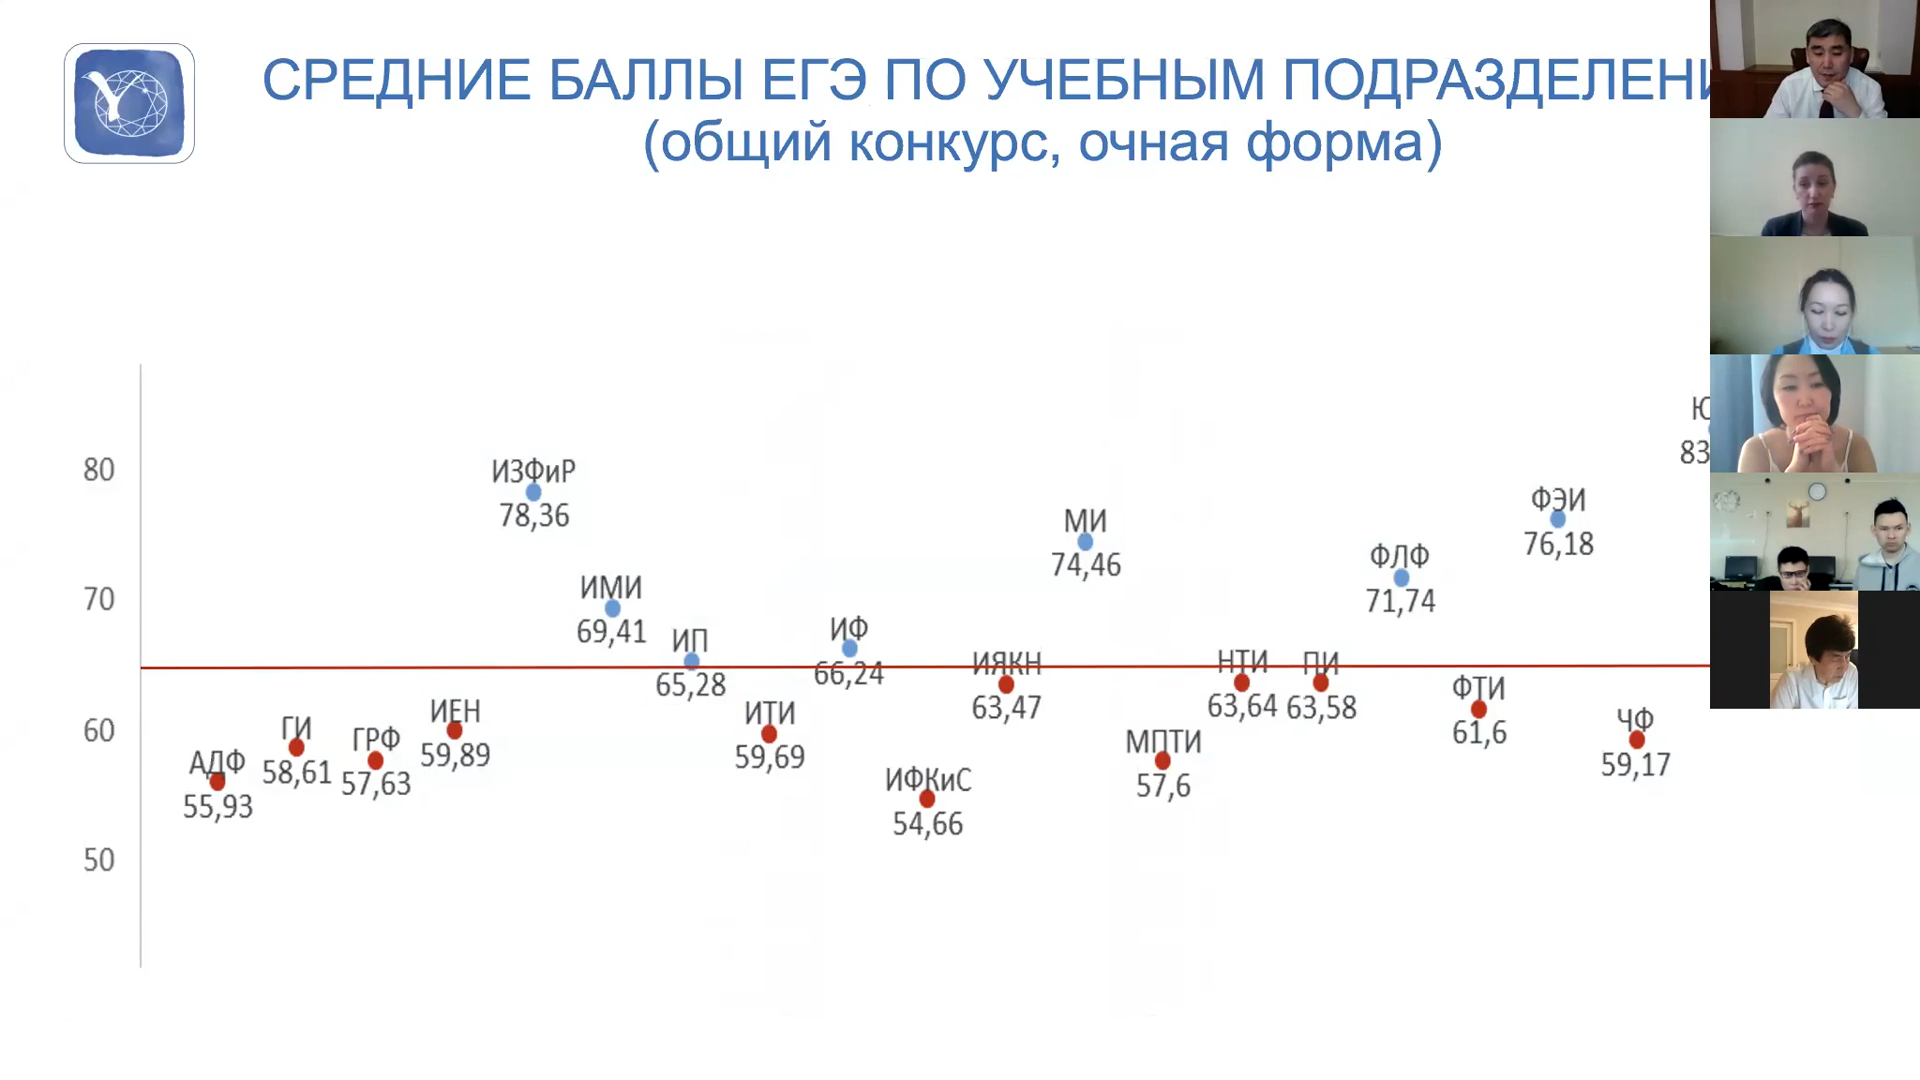 СРЕДНИЕ БАЛЛЫ ЕГЭ ПО УЧЕБНЫМ
(общий конкурс, очная форма)
80
70
60
50
АДФ
55,93
ГИ
58,61
ГРФ
57,63
ИЕН
59,89
ИЗФиР
78,36
ИМИ
69,41
ИП
65,28
ИТИ
59,69
ИФ
66,24
ИФКиС
54,66
ИЯКН
63,47
МИ
74,46
МПТИ
57,6
НТИ
63,64
ПИ
63,58
ФЛФ
71,74
ФТИ
61,6
ФЭИ
76,18
ЧФ
59,17
83